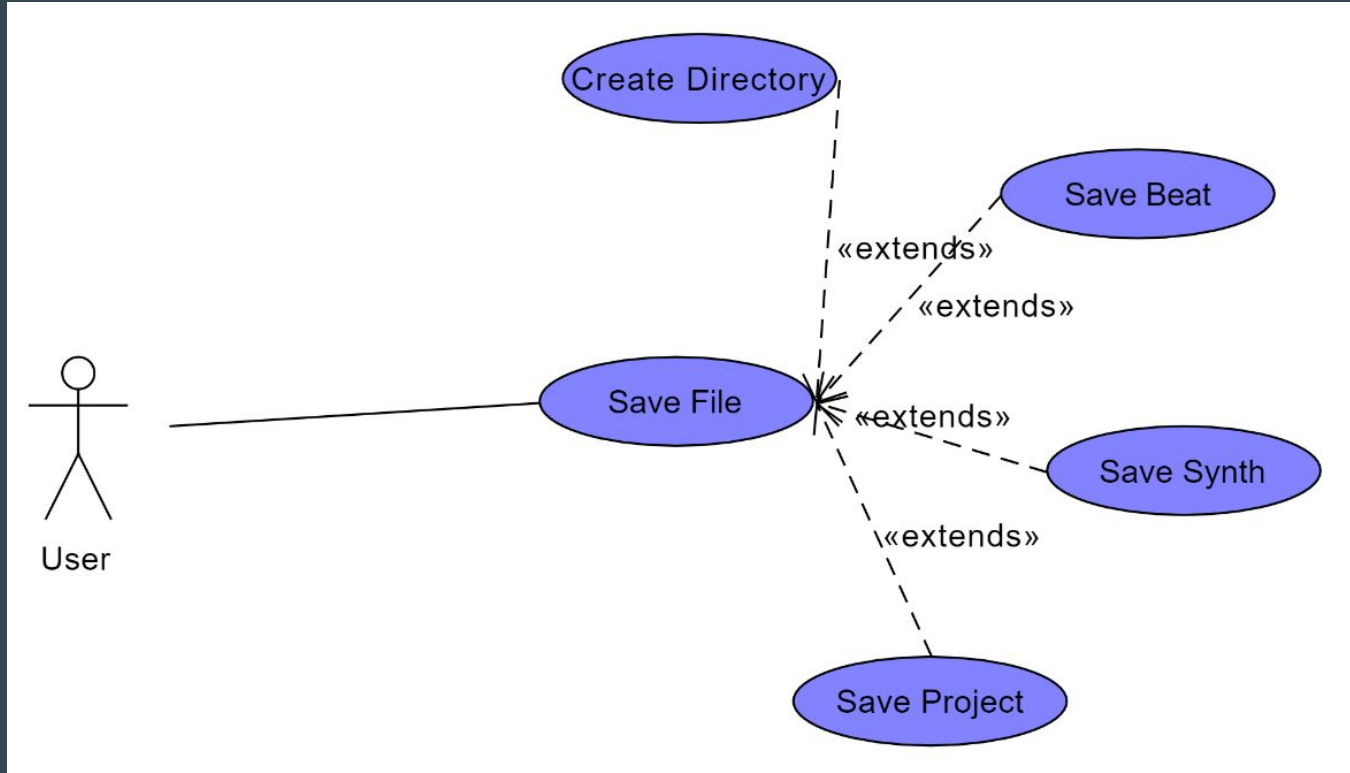 Create Directory
Save Beat
«extends»
«extends»
Save File
«extends»
Save Synth
«extends»
User
Save Project